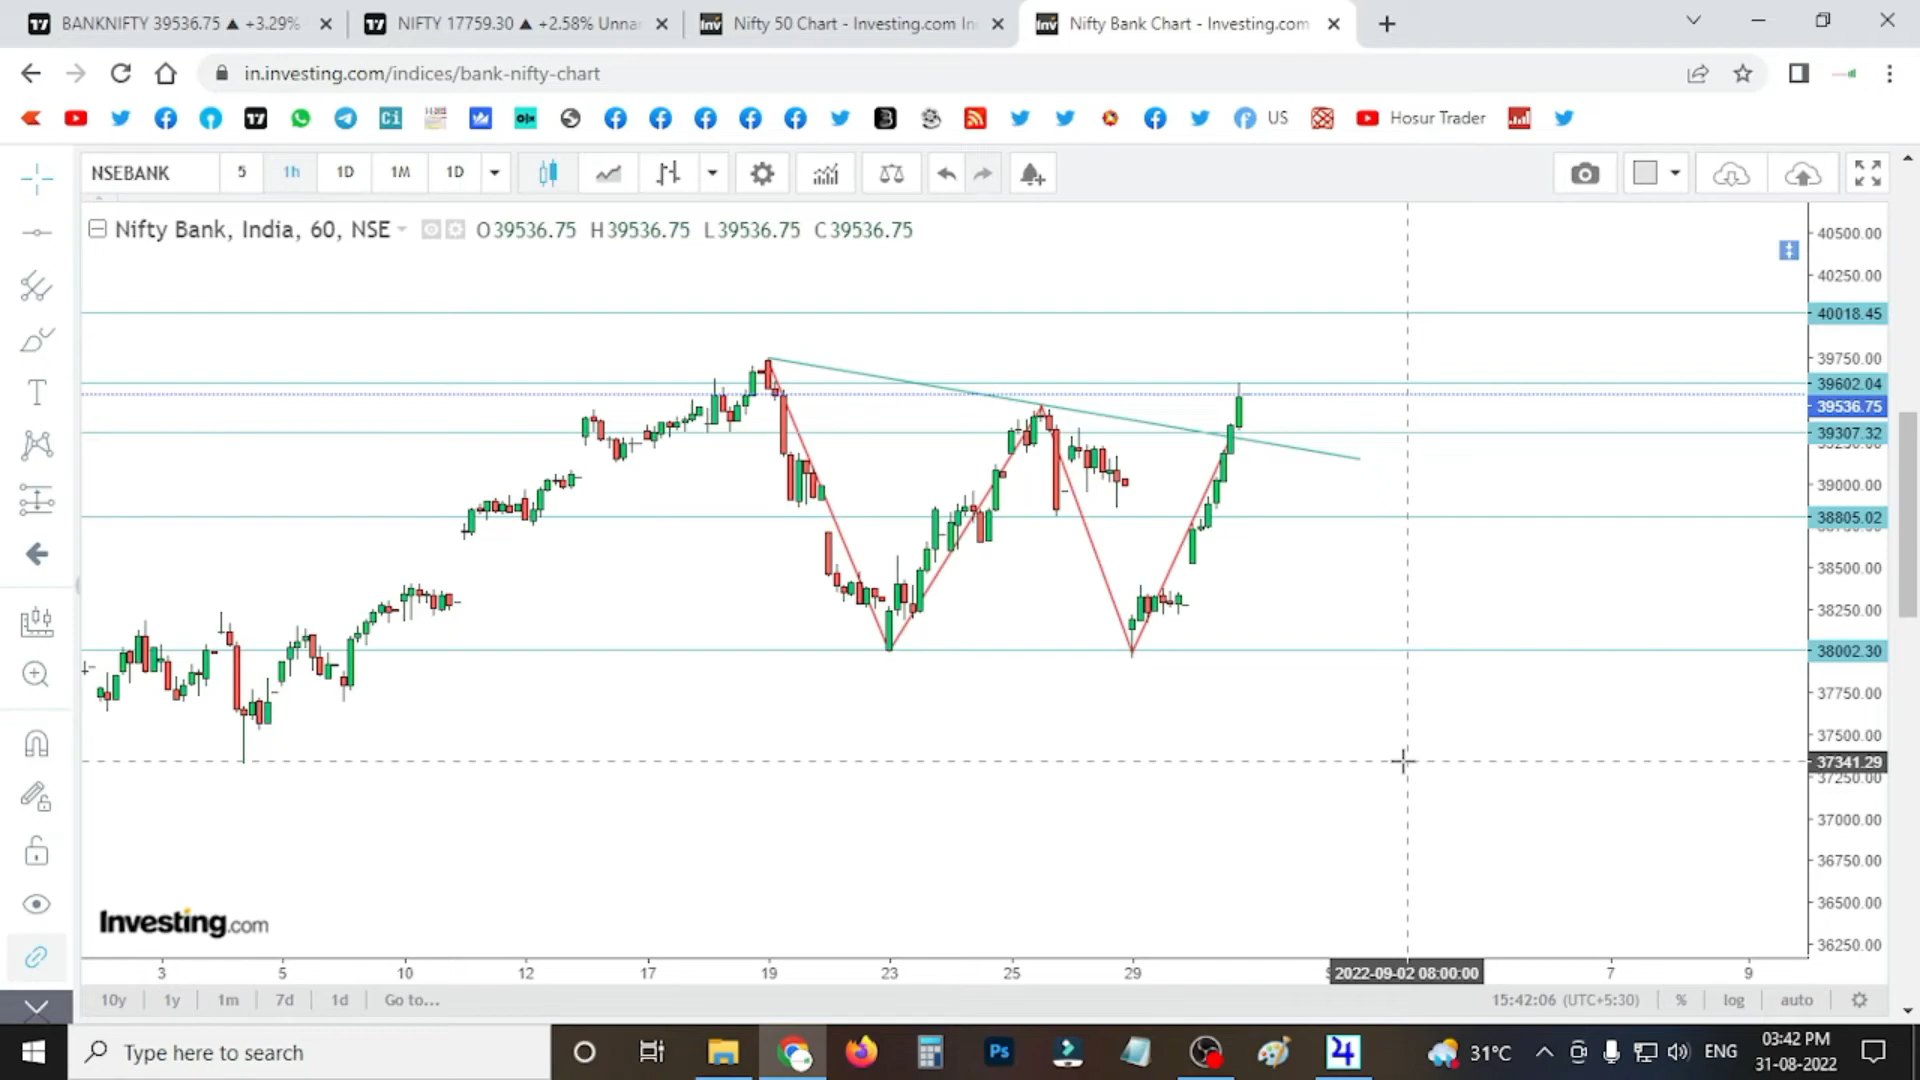 BANKNIFTY 39536.75 ▲ +3.29%
NIFTY 17759.30 ▲ +2.58% Unna
Nifty 50 Chart - Investing.com In
Nifty Bank Chart - Investing.com
in.investing.com/indices/bank-nifty-chart
US
Hosur Trader
NSEBANK 5 1h 1D 1M 1D
Nifty Bank, India, 60, NSE O39536.75 H39536.75 L39536.75 C39536.75
40500.00
40250.00
40018.45
39750.00
39602.04
39536.75
39307.32
39000.00
38805.02
38500.00
38250.00
38002.30
37750.00
37500.00
37341.29
37250.00
37000.00
36750.00
36500.00
36250.00
Investing.com
3 5 10 12 17 19 23 25 29 2022-09-02 08:00:00 7 9
10y 1y 1m 7d 1d Go to... 15:42:06 (UTC+5:30) % log auto
Type here to search
Ps
31°C
ENG
03:42 PM
31-08-2022